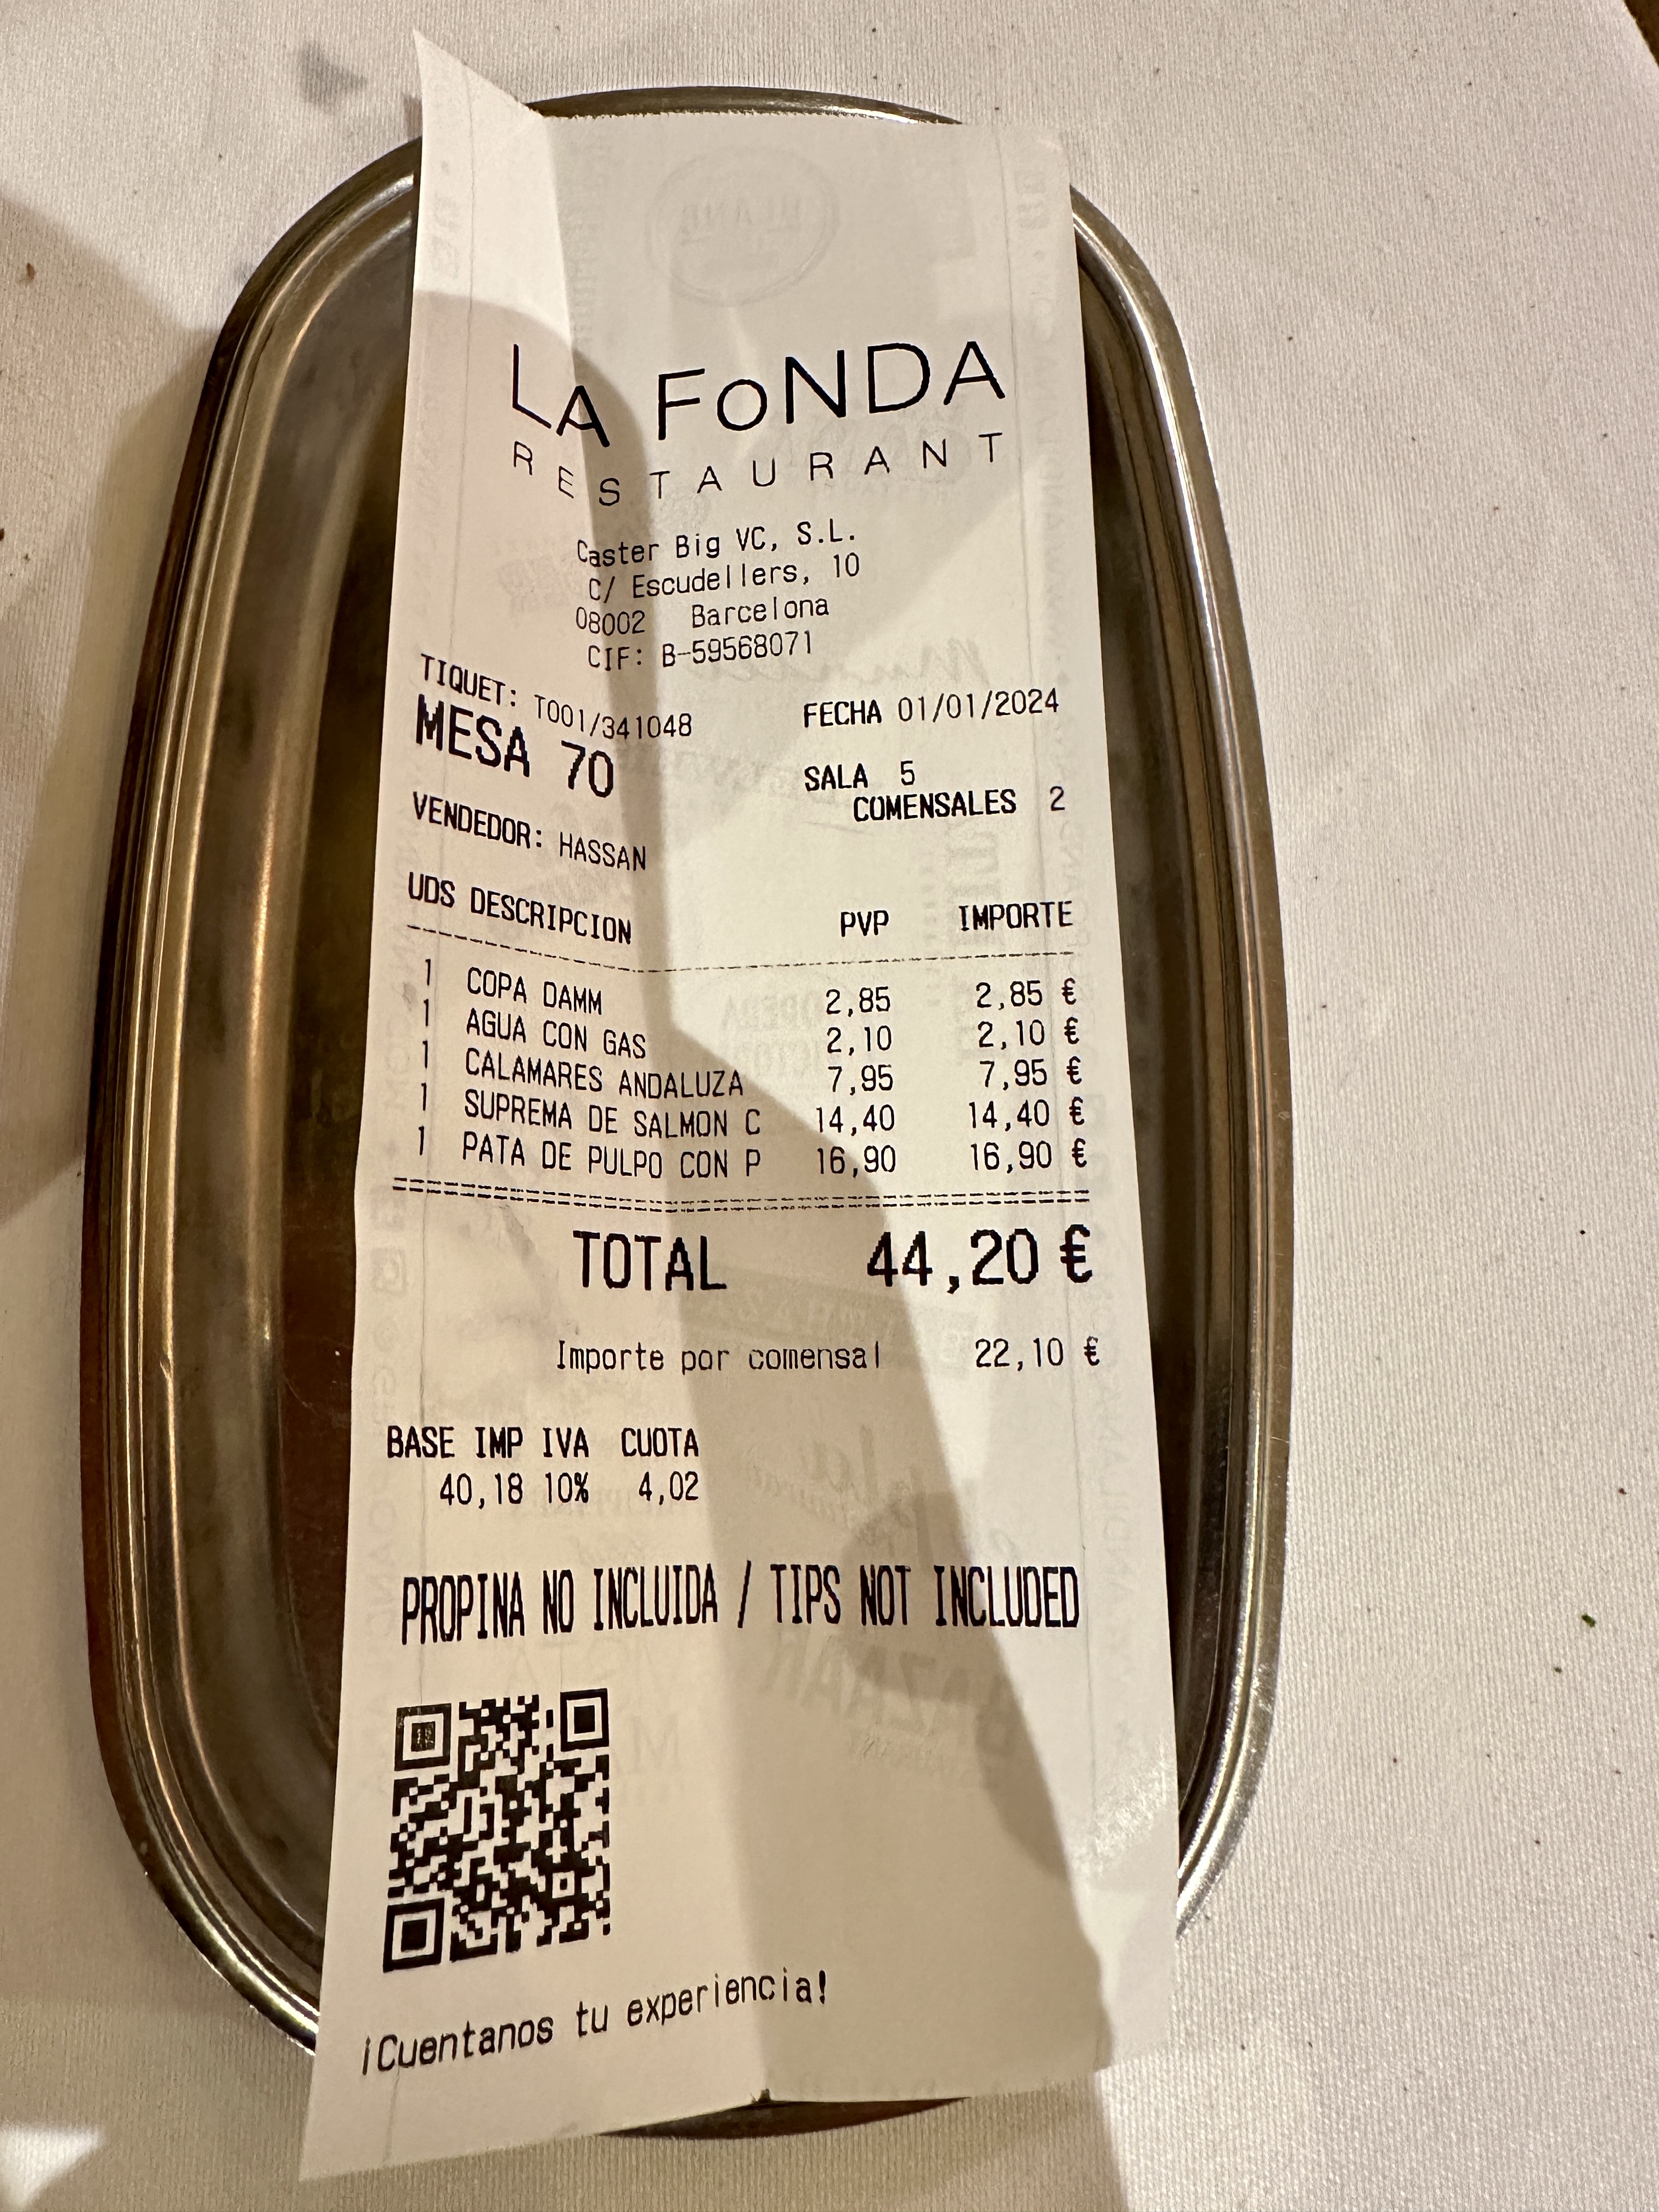 LA FoNDA
RESTAURANT
Caster Big VC, S.L.
C/ Escudellers, 10
08002 Barcelona
CIF: B-59568071
TIQUET: T001/341048 FECHA 01/01/2024
MESA 70 SALA 5
COMENSALES 2
VENDEDOR: HASSAN
UDS DESCRIPCION PVP IMPORTE
1 COPA DAMM 2,85 2,85 €
1 AGUA CON GAS 2,10 2,10 €
1 CALAMARES ANDALUZA 7,95 7,95 €
1 SUPREMA DE SALMON C 14,40 14,40 €
1 PATA DE PULPO CON P 16,90 16,90 €
TOTAL 44,20 €
Importe por comensal 22,10 €
BASE IMP IVA CUOTA
40,18 10% 4,02
PROPINA NO INCLUIDA / TIPS NOT INCLUDED
¡Cuentanos tu experiencia!